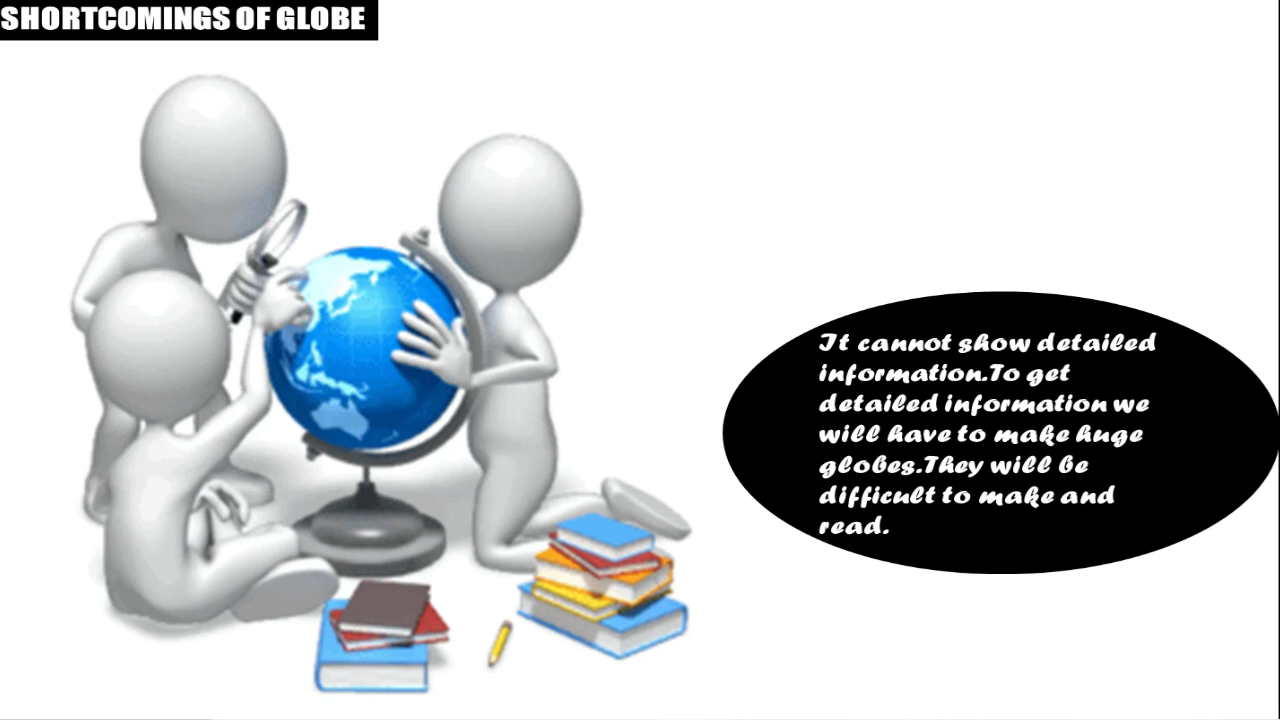 SHORTCOMINGS OF GLOBE
It cannot show detailed
information.To get
detailed information we
will have to make huge
globes.They will be
difficult to make and
read.